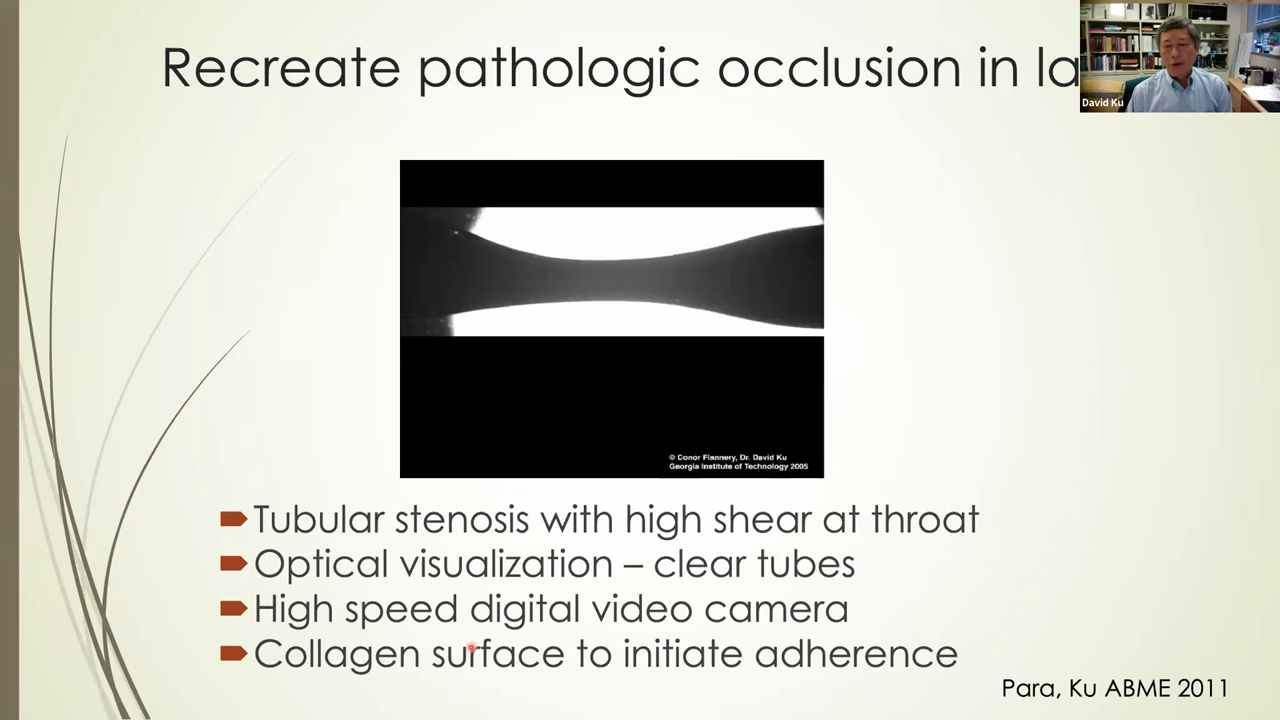 Recreate pathologic occlusion in la
David Ku
© Conor Flannery, Dr. David Ku
Georgia Institute of Technology 2005
Tubular stenosis with high shear at throat
Optical visualization – clear tubes
High speed digital video camera
Collagen surface to initiate adherence
Para, Ku ABME 2011